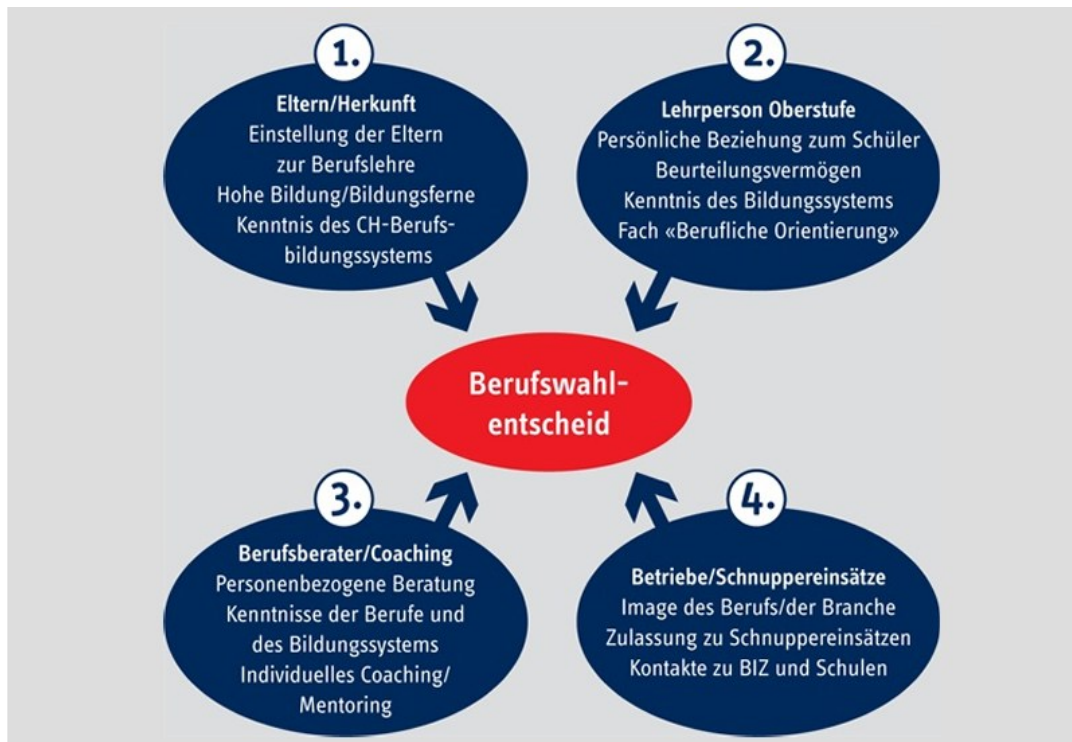 1.
Eltern/Herkunft
Einstellung der Eltern
zur Berufslehre
Hohe Bildung/Bildungsferne
Kenntnis des CH-Berufs-
bildungssystems
2.
Lehrperson Oberstufe
Persönliche Beziehung zum Schüler
Beurteilungsvermögen
Kenntnis des Bildungssystems
Fach «Berufliche Orientierung»
Berufswahl-
entscheid
3.
Berufsberater/Coaching
Personenbezogene Beratung
Kenntnisse der Berufe und
des Bildungssystems
Individuelles Coaching/
Mentoring
4.
Betriebe/Schnuppereinsätze
Image des Berufs/der Branche
Zulassung zu Schnuppereinsätzen
Kontakte zu BIZ und Schulen